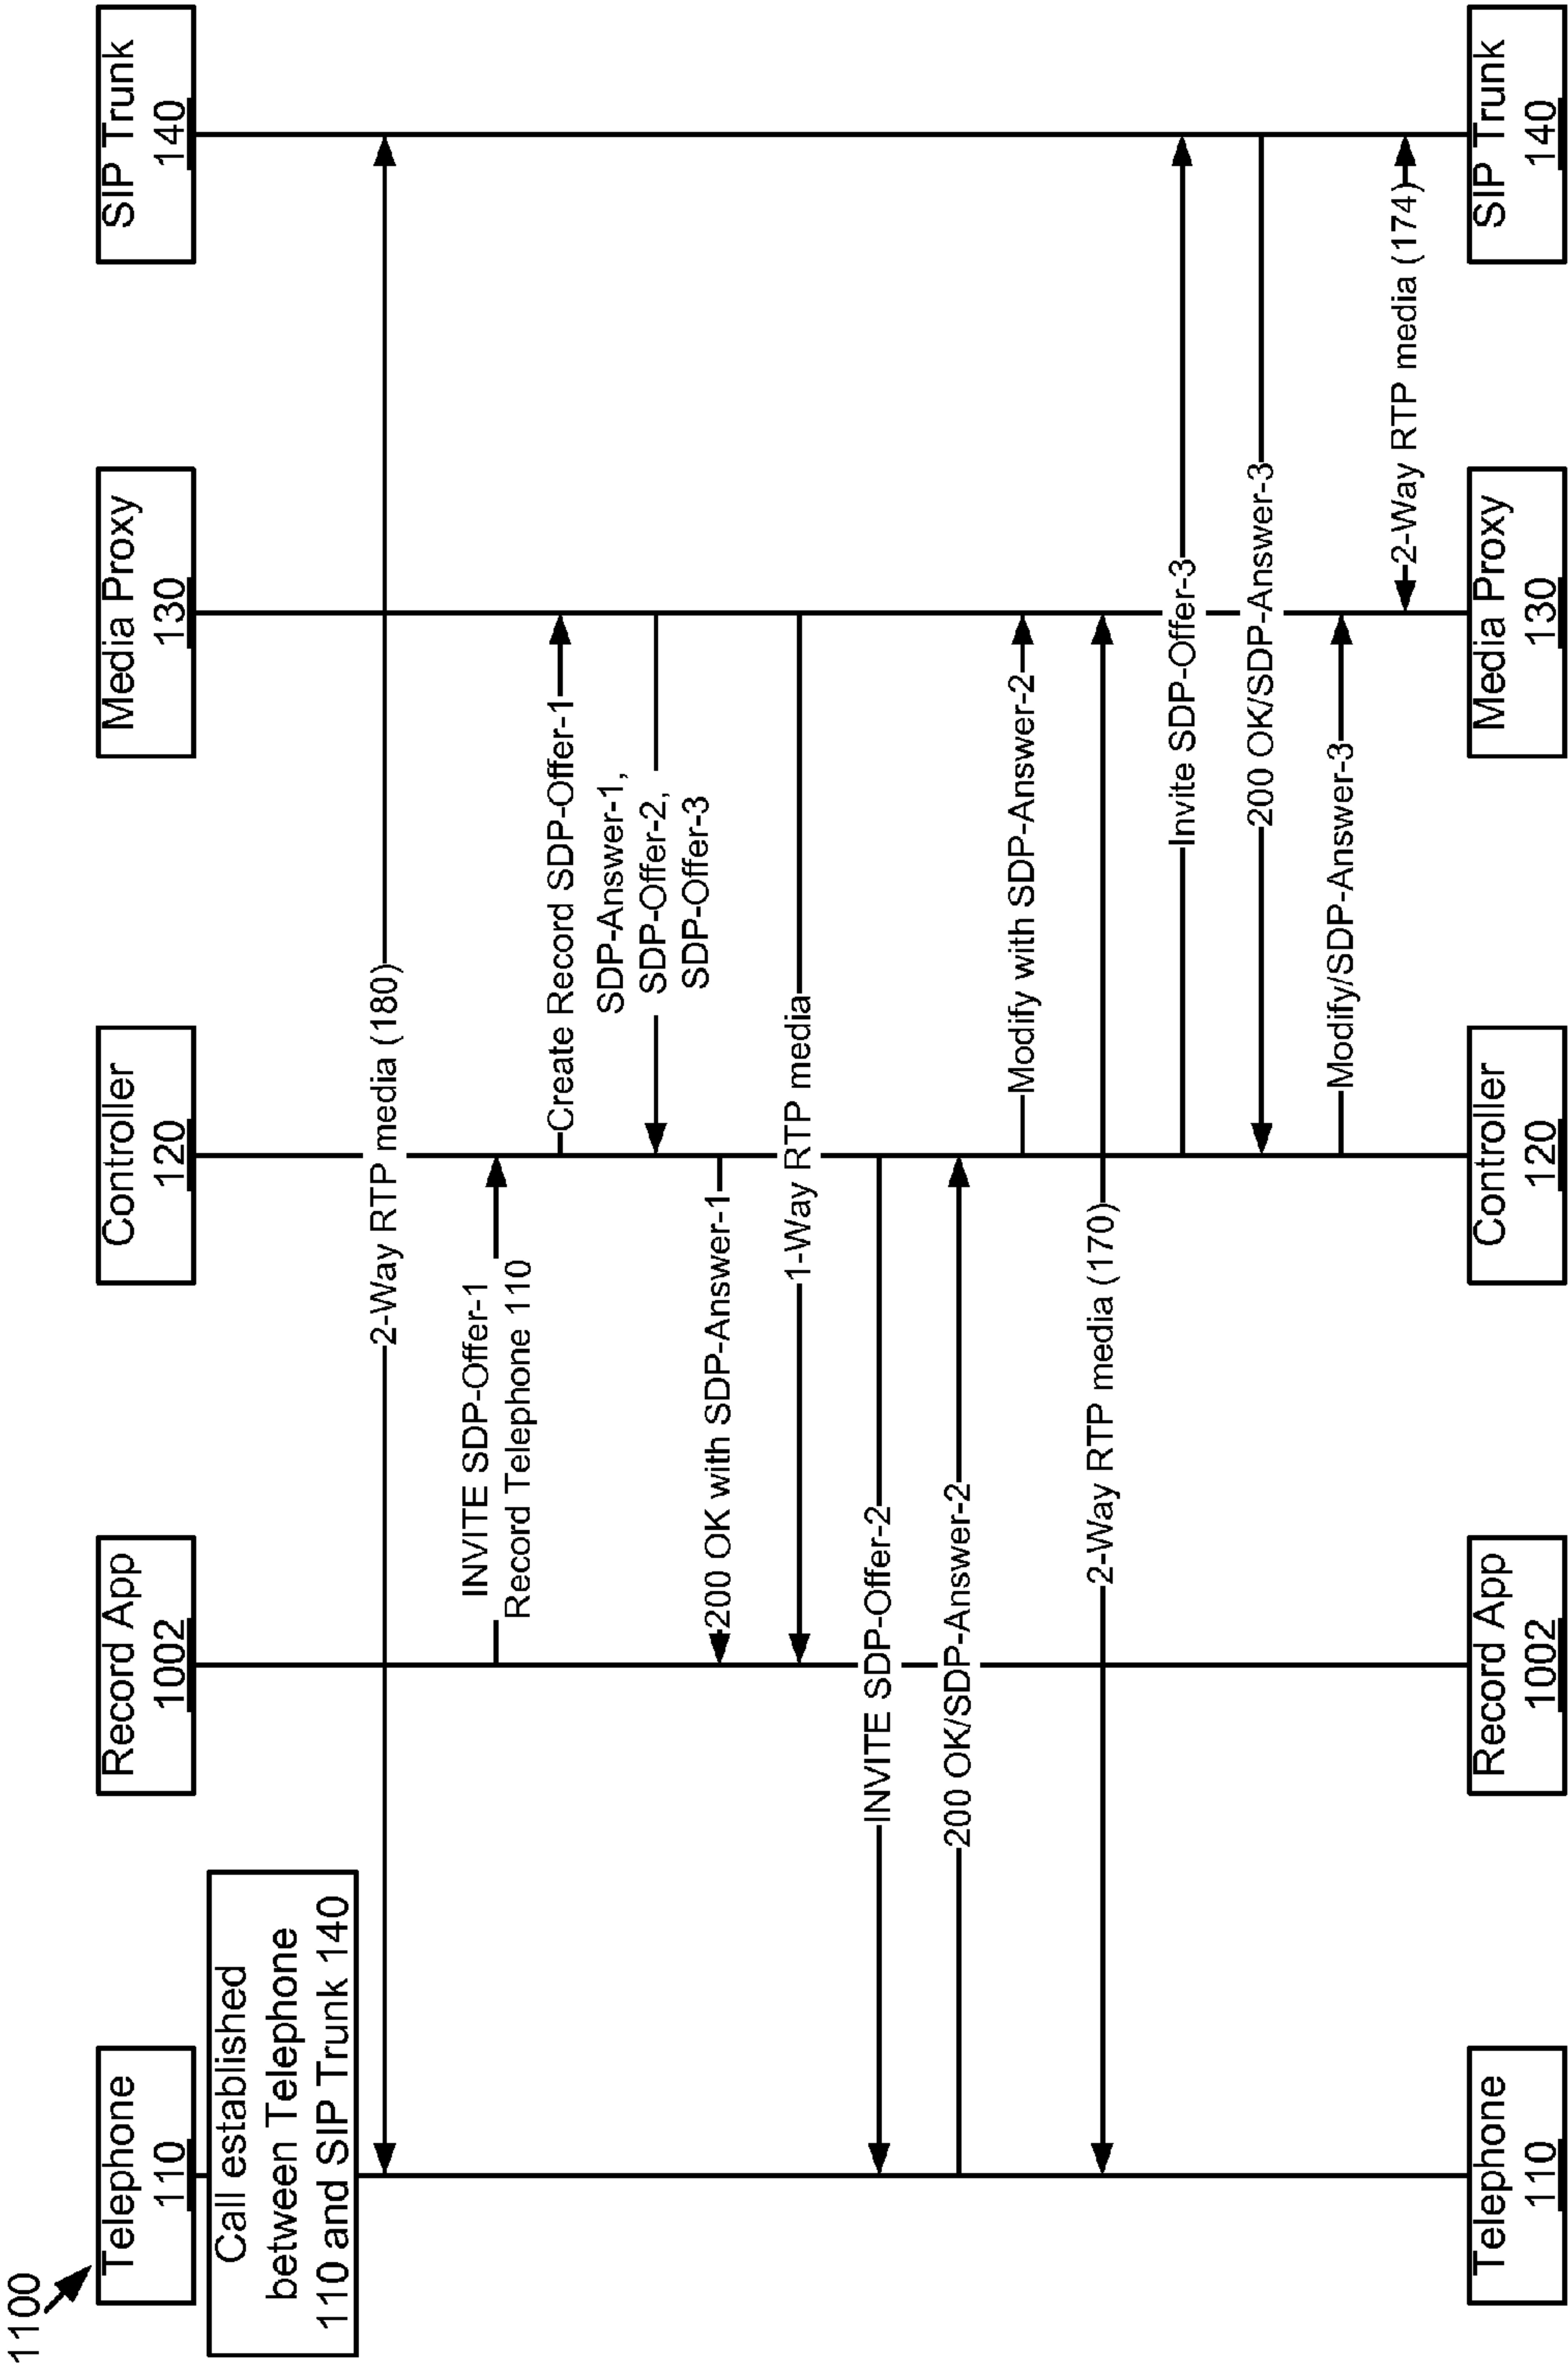 1100
Telephone
110
Record App
1002
Controller
120
Media Proxy
130
SIP Trunk
140
Call established
between Telephone
110 and SIP Trunk 140
2-Way RTP media (180)
INVITE SDP-Offer-1
Record Telephone 110
Create Record SDP-Offer-1
SDP-Answer-1,
SDP-Offer-2,
SDP-Offer-3
200 OK with SDP-Answer-1
1-Way RTP media
INVITE SDP-Offer-2
200 OK/SDP-Answer-2
Modify with SDP-Answer-2
2-Way RTP media (170)
Invite SDP-Offer-3
200 OK/SDP-Answer-3
Modify/SDP-Answer-3
2-Way RTP media (174)
Telephone
110
Record App
1002
Controller
120
Media Proxy
130
SIP Trunk
140